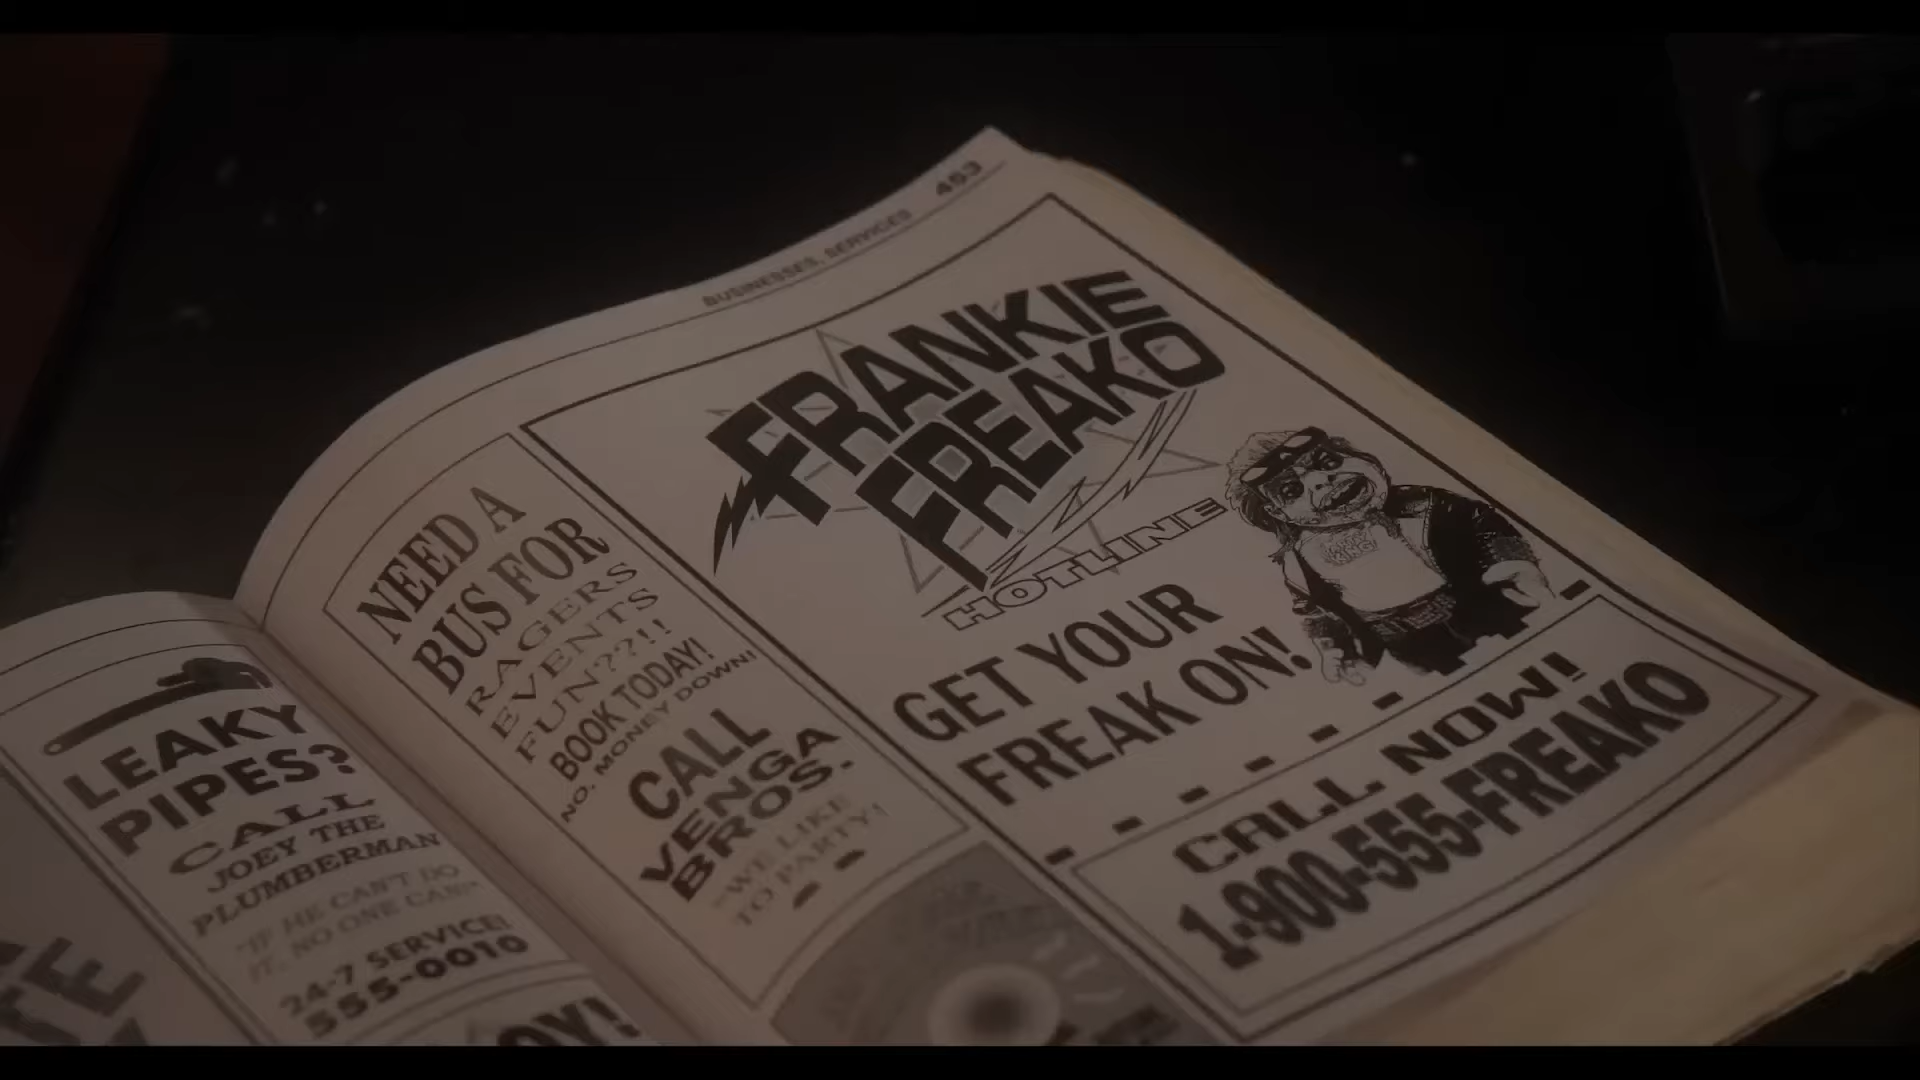 BUSINESSES, SERVICES 453
FRANKIE
FREAKO
HOTLINE
GET YOUR
FREAK ON!
CALL NOW!
1-900-555-FREAKO
NEED A
BUS FOR
RAGERS
EVENTS
FUN??!!
BOOK TODAY!
NO. MONEY DOWN!
CALL
VENGA
BROS.
"WE LIKE
TO PARTY!
LEAKY
PIPES?
CALL
JOEY THE
PLUMBERMAN
"IF HE CAN'T DO
IT, NO ONE CAN!"
24-7 SERVICE!
555-0010
OY!